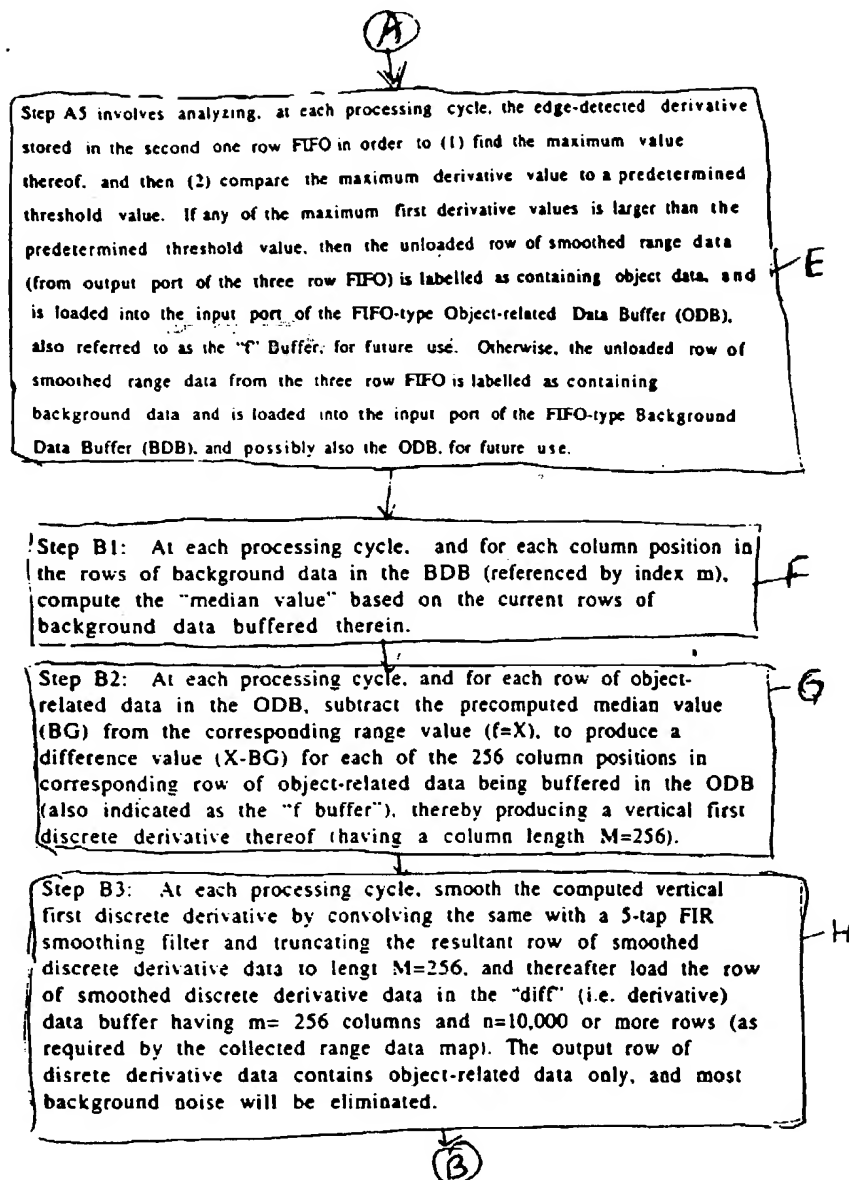 A
Step A5 involves analyzing, at each processing cycle, the edge-detected derivative
stored in the second one row FIFO in order to (1) find the maximum value
thereof, and then (2) compare the maximum derivative value to a predetermined
threshold value. If any of the maximum first derivative values is larger than the
predetermined threshold value, then the unloaded row of smoothed range data
(from output port of the three row FIFO) is labelled as containing object data, and
is loaded into the input port of the FIFO-type Object-related Data Buffer (ODB),
also referred to as the "f" Buffer, for future use. Otherwise, the unloaded row of
smoothed range data from the three row FIFO is labelled as containing
background data and is loaded into the input port of the FIFO-type Background
Data Buffer (BDB), and possibly also the ODB, for future use.
E
Step B1: At each processing cycle, and for each column position in
the rows of background data in the BDB (referenced by index m),
compute the "median value" based on the current rows of
background data buffered therein.
F
Step B2: At each processing cycle, and for each row of object-
related data in the ODB, subtract the precomputed median value
(BG) from the corresponding range value (f=X), to produce a
difference value (X-BG) for each of the 256 column positions in
corresponding row of object-related data being buffered in the ODB
(also indicated as the "f buffer"), thereby producing a vertical first
discrete derivative thereof (having a column length M=256).
G
Step B3: At each processing cycle, smooth the computed vertical
first discrete derivative by convolving the same with a 5-tap FIR
smoothing filter and truncating the resultant row of smoothed
discrete derivative data to lengt M=256, and thereafter load the row
of smoothed discrete derivative data in the "diff" (i.e. derivative)
data buffer having m= 256 columns and n=10,000 or more rows (as
required by the collected range data map). The output row of
disrete derivative data contains object-related data only, and most
background noise will be eliminated.
H
B